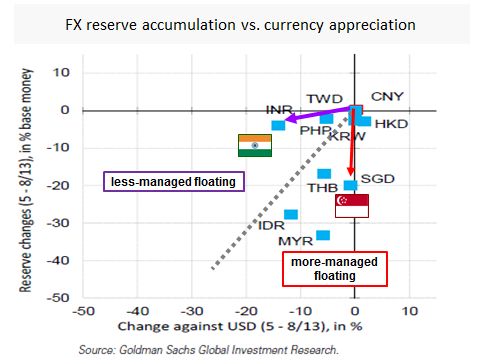 FX reserve accumulation vs. currency appreciation
Reserve changes (5 - 8/13), in % base money
10
0
-10
-20
-30
-40
-50
TWD
CNY
INR
PHP
KRW
HKD
less-managed floating
THB
SGD
IDR
MYR
more-managed
floating
-50
-40
-30
-20
-10
0
10
Change against USD (5 - 8/13), in %
Source: Goldman Sachs Global Investment Research.